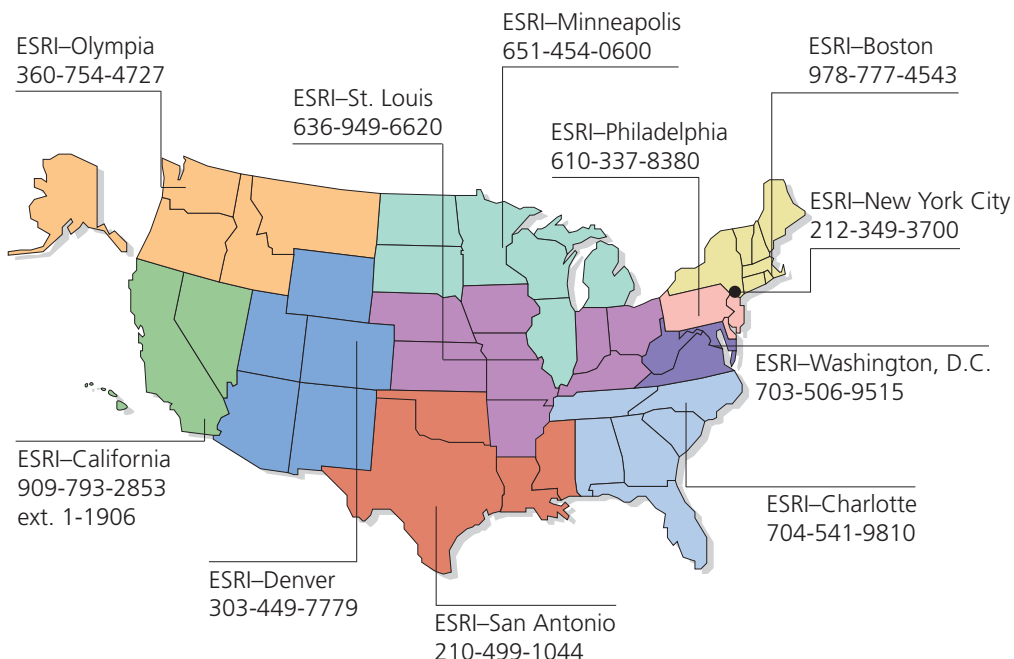 ESRI–Minneapolis
651-454-0600
ESRI–Olympia
360-754-4727
ESRI–Boston
978-777-4543
ESRI–St. Louis
636-949-6620
ESRI–Philadelphia
610-337-8380
ESRI–New York City
212-349-3700
ESRI–Washington, D.C.
703-506-9515
ESRI–California
909-793-2853
ext. 1-1906
ESRI–Charlotte
704-541-9810
ESRI–Denver
303-449-7779
ESRI–San Antonio
210-499-1044